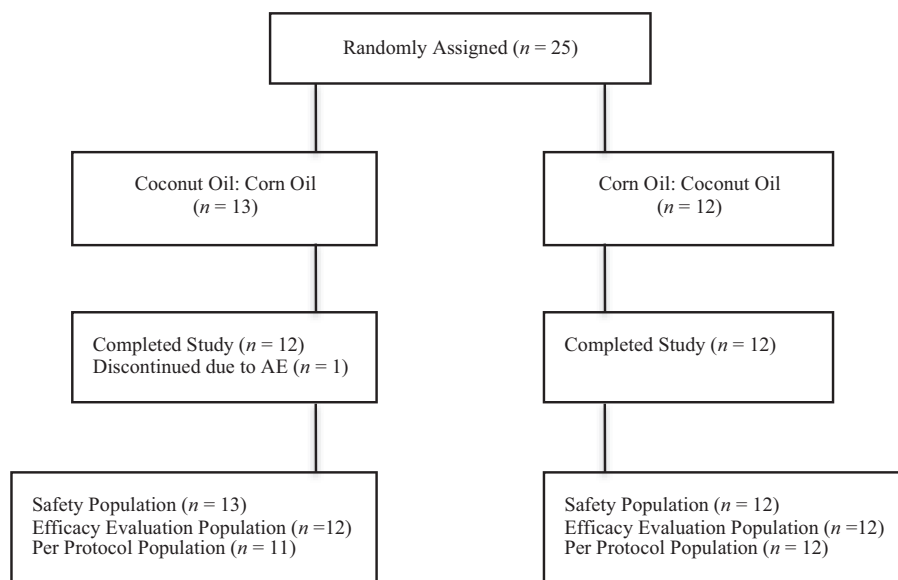 Randomly Assigned (n = 25)
Coconut Oil: Corn Oil
(n = 13)
Corn Oil: Coconut Oil
(n = 12)
Completed Study (n = 12)
Discontinued due to AE (n = 1)
Completed Study (n = 12)
Safety Population (n = 13)
Efficacy Evaluation Population (n =12)
Per Protocol Population (n = 11)
Safety Population (n = 12)
Efficacy Evaluation Population (n =12)
Per Protocol Population (n = 12)